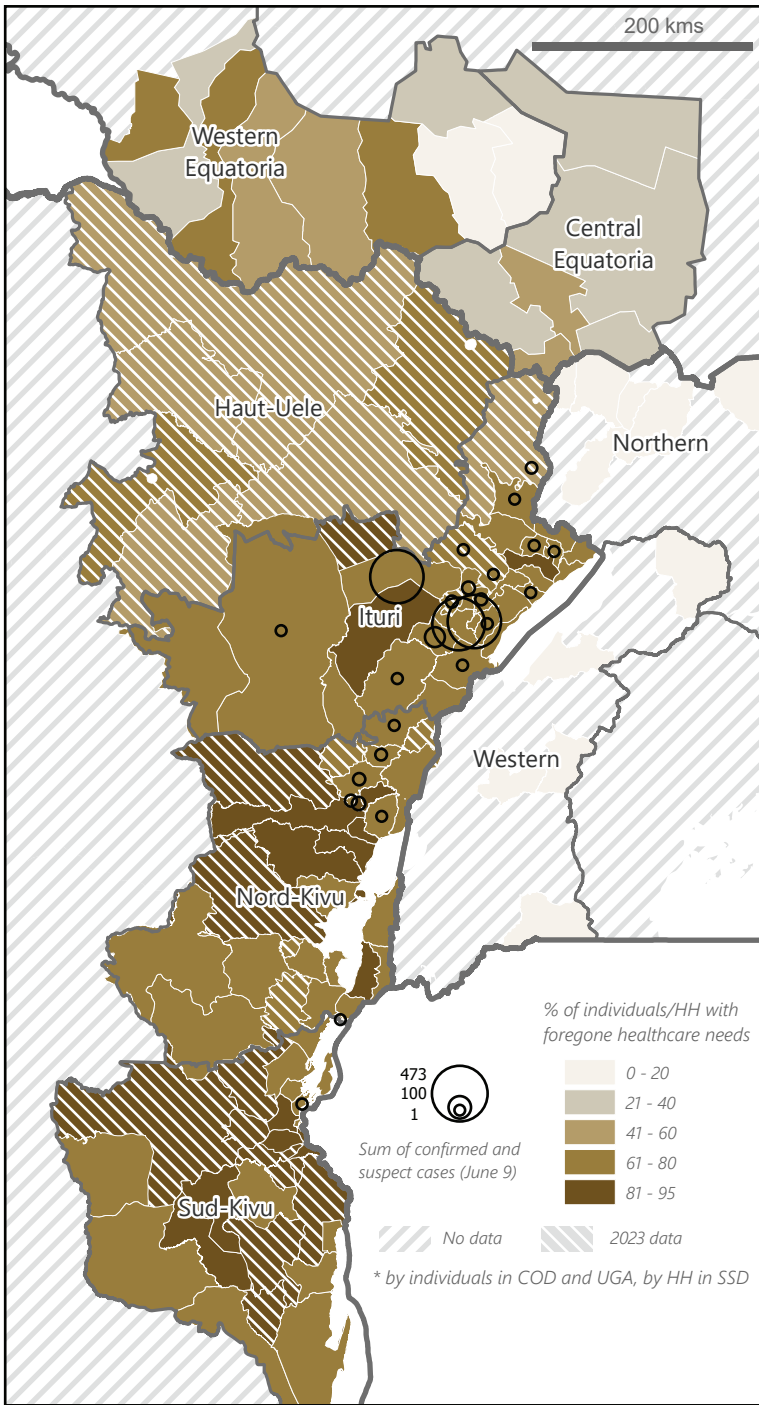 200 kms
Western
Equatoria
Central
Equatoria
Haut-Uele
Northern
Ituri
Western
Nord-Kivu
% of individuals/HH with
foregone healthcare needs
473
100
1
0 - 20
21 - 40
41 - 60
61 - 80
81 - 95
Sum of confirmed and
suspect cases (June 9)
Sud-Kivu
No data
2023 data
* by individuals in COD and UGA, by HH in SSD